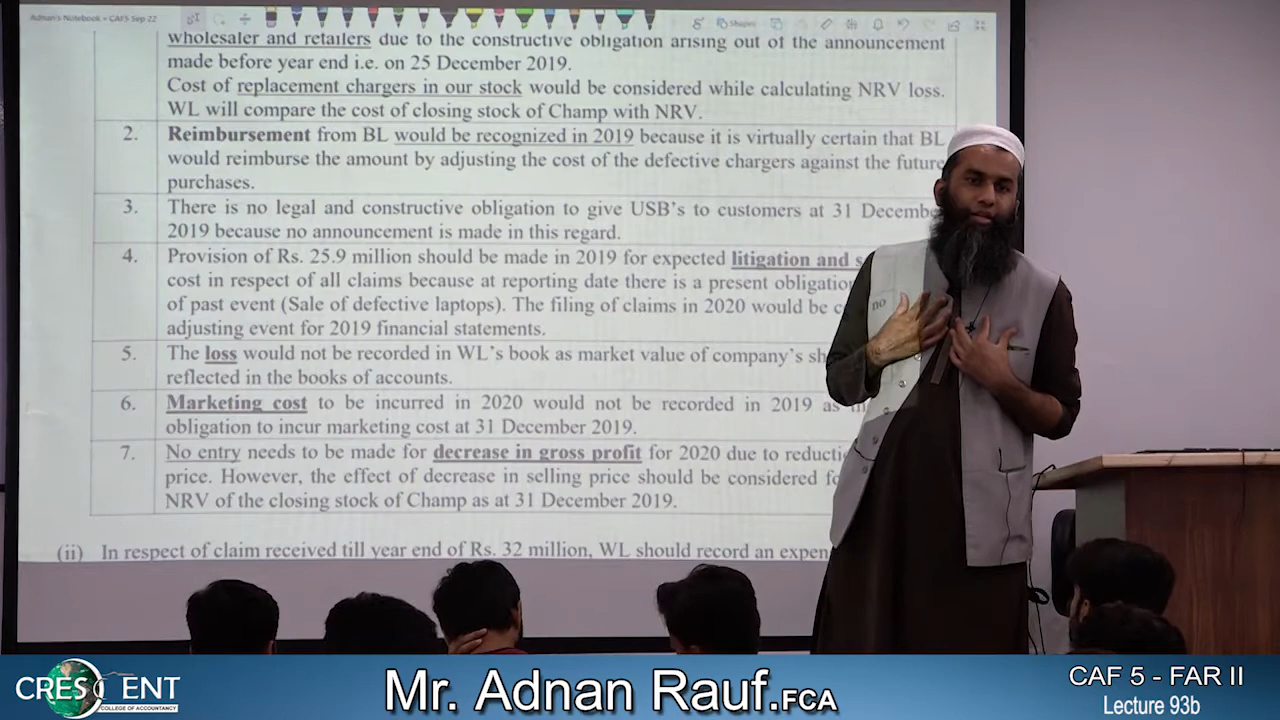 Adnan's Notebook » CAF5 Sep 22
Shapes
wholesaler and retailers due to the constructive obligation arising out of the announcement
made before year end i.e. on 25 December 2019.
Cost of replacement chargers in our stock would be considered while calculating NRV loss.
WL will compare the cost of closing stock of Champ with NRV.
2. Reimbursement from BL would be recognized in 2019 because it is virtually certain that BL
would reimburse the amount by adjusting the cost of the defective chargers against the future
purchases.
3. There is no legal and constructive obligation to give USB's to customers at 31 Decembe
2019 because no announcement is made in this regard.
4. Provision of Rs. 25.9 million should be made in 2019 for expected litigation and s
cost in respect of all claims because at reporting date there is a present obligation
of past event (Sale of defective laptops). The filing of claims in 2020 would be c no
adjusting event for 2019 financial statements.
5. The loss would not be recorded in WL's book as market value of company's sh
reflected in the books of accounts.
6. Marketing cost to be incurred in 2020 would not be recorded in 2019 as
obligation to incur marketing cost at 31 December 2019.
7. No entry needs to be made for decrease in gross profit for 2020 due to reducti
price. However, the effect of decrease in selling price should be considered fo
NRV of the closing stock of Champ as at 31 December 2019.
(ii) In respect of claim received till year end of Rs. 32 million, WL should record an expen
CRESCENT
COLLEGE OF ACCOUNTANCY
Mr. Adnan Rauf.FCA
CAF 5 - FAR II
Lecture 93b